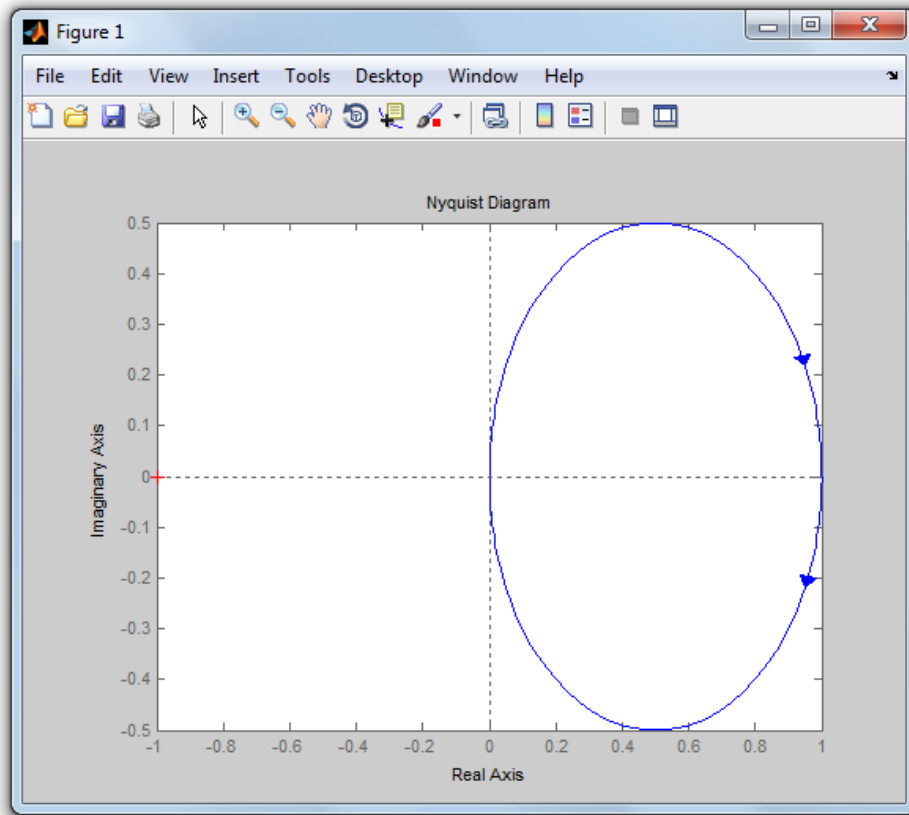 Figure 1
File Edit View Insert Tools Desktop Window Help
Nyquist Diagram
0.5
0.4
0.3
0.2
0.1
0
-0.1
-0.2
-0.3
-0.4
-0.5
Imaginary Axis
-1 -0.8 -0.6 -0.4 -0.2 0 0.2 0.4 0.6 0.8 1
Real Axis